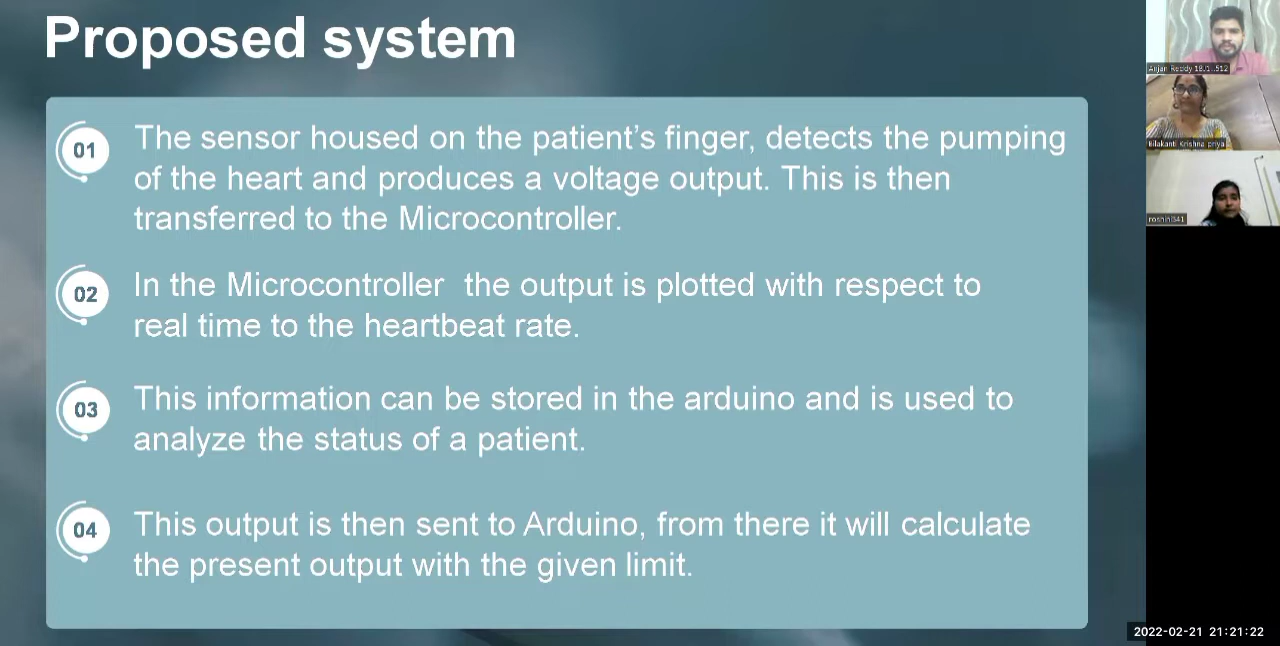 Proposed system
01
The sensor housed on the patient’s finger, detects the pumping
of the heart and produces a voltage output. This is then
transferred to the Microcontroller.
02
In the Microcontroller  the output is plotted with respect to
real time to the heartbeat rate.
03
This information can be stored in the arduino and is used to
analyze the status of a patient.
04
This output is then sent to Arduino, from there it will calculate
the present output with the given limit.
Bilakanti Krishna priya
2022-02-21 21:21:22